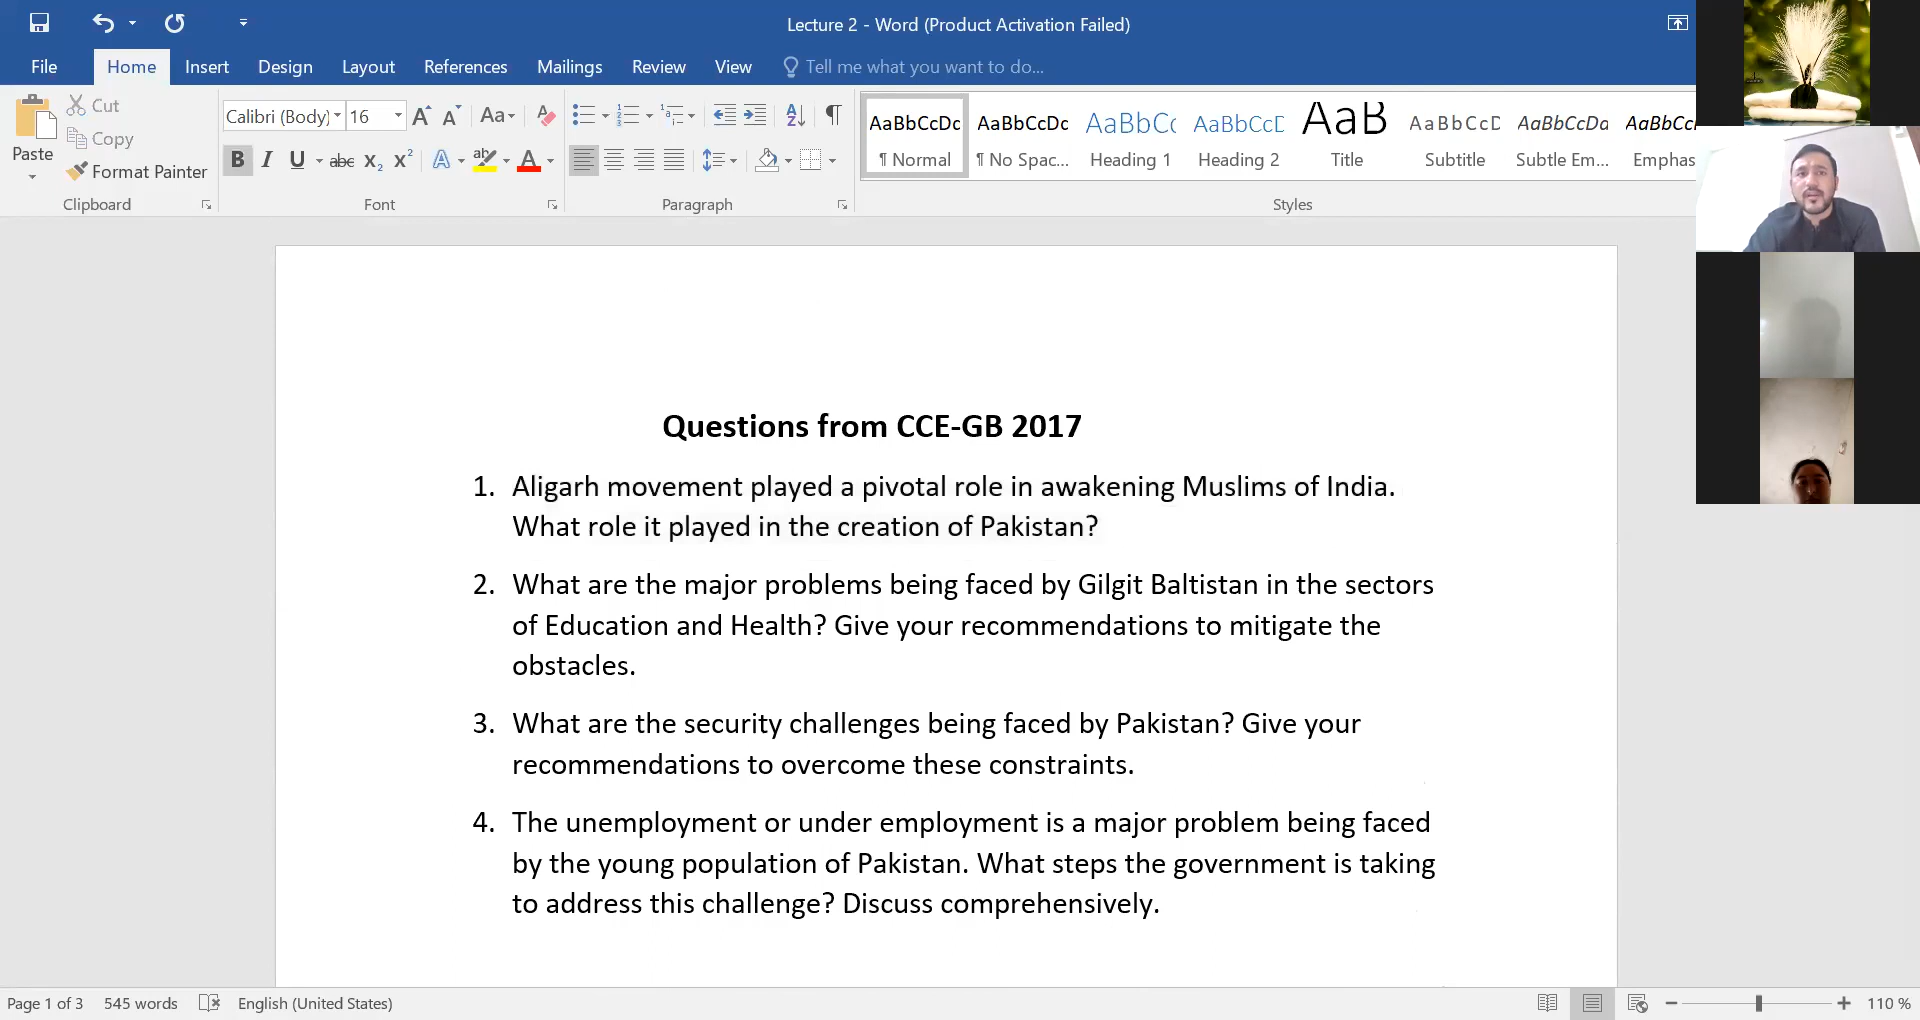 Lecture 2 - Word (Product Activation Failed)
File Home Insert Design Layout References Mailings Review View Tell me what you want to do...
Paste
Cut
Copy
Format Painter
Clipboard
Calibri (Body) 16
Font
Paragraph
AaBbCcDc AaBbCcDc AaBbCc AaBbCcD AaB AaBbCcD AaBbCcDa AaBbCc
¶ Normal ¶ No Spac... Heading 1 Heading 2 Title Subtitle Subtle Em... Emphas
Styles
Questions from CCE-GB 2017
1. Aligarh movement played a pivotal role in awakening Muslims of India.
What role it played in the creation of Pakistan?
2. What are the major problems being faced by Gilgit Baltistan in the sectors
of Education and Health? Give your recommendations to mitigate the
obstacles.
3. What are the security challenges being faced by Pakistan? Give your
recommendations to overcome these constraints.
4. The unemployment or under employment is a major problem being faced
by the young population of Pakistan. What steps the government is taking
to address this challenge? Discuss comprehensively.
Page 1 of 3 545 words English (United States) 110 %